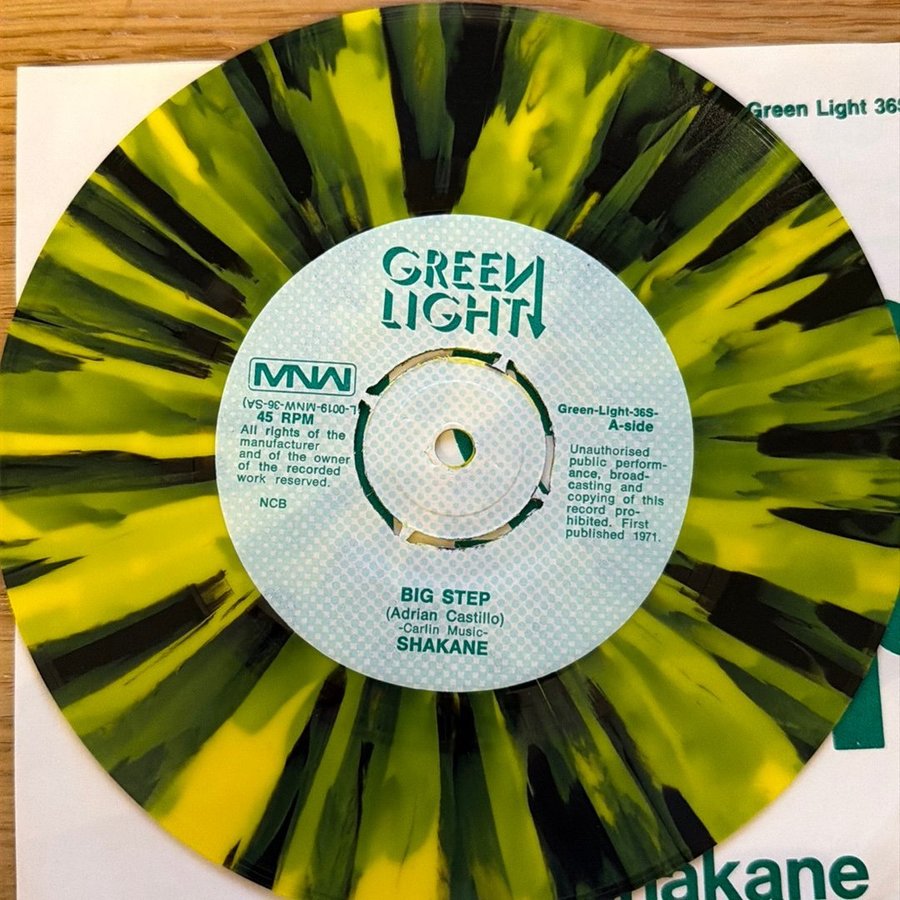 Green Light 36S
GREEN
LIGHT
MNW
L-0019-MNW-36-SA)
45 RPM
All rights of the
manufacturer
and of the owner
of the recorded
work reserved.
NCB
Green-Light-36S-
A-side
Unauthorised
public perform-
ance, broad-
casting and
copying of this
record pro-
hibited. First
published 1971.
BIG STEP
(Adrian Castillo)
-Carlin Music-
SHAKANE
hakane